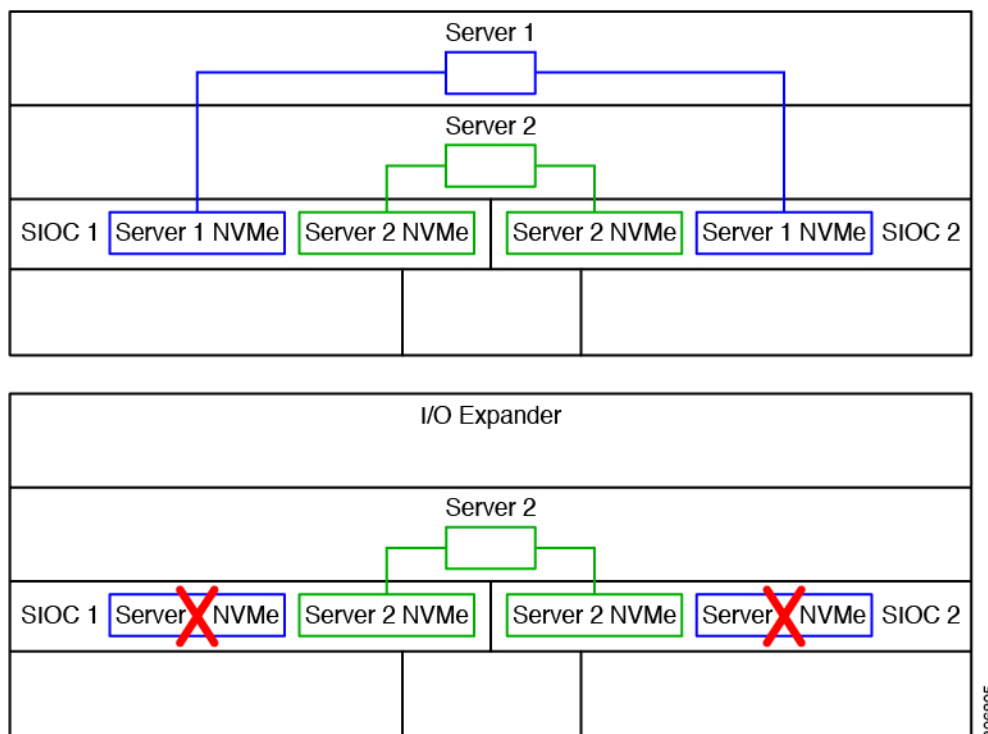 Server 1
Server 2
SIOC 1 Server 1 NVMe Server 2 NVMe Server 2 NVMe Server 1 NVMe SIOC 2
I/O Expander
Server 2
SIOC 1 Server NVMe Server 2 NVMe Server 2 NVMe Server NVMe SIOC 2